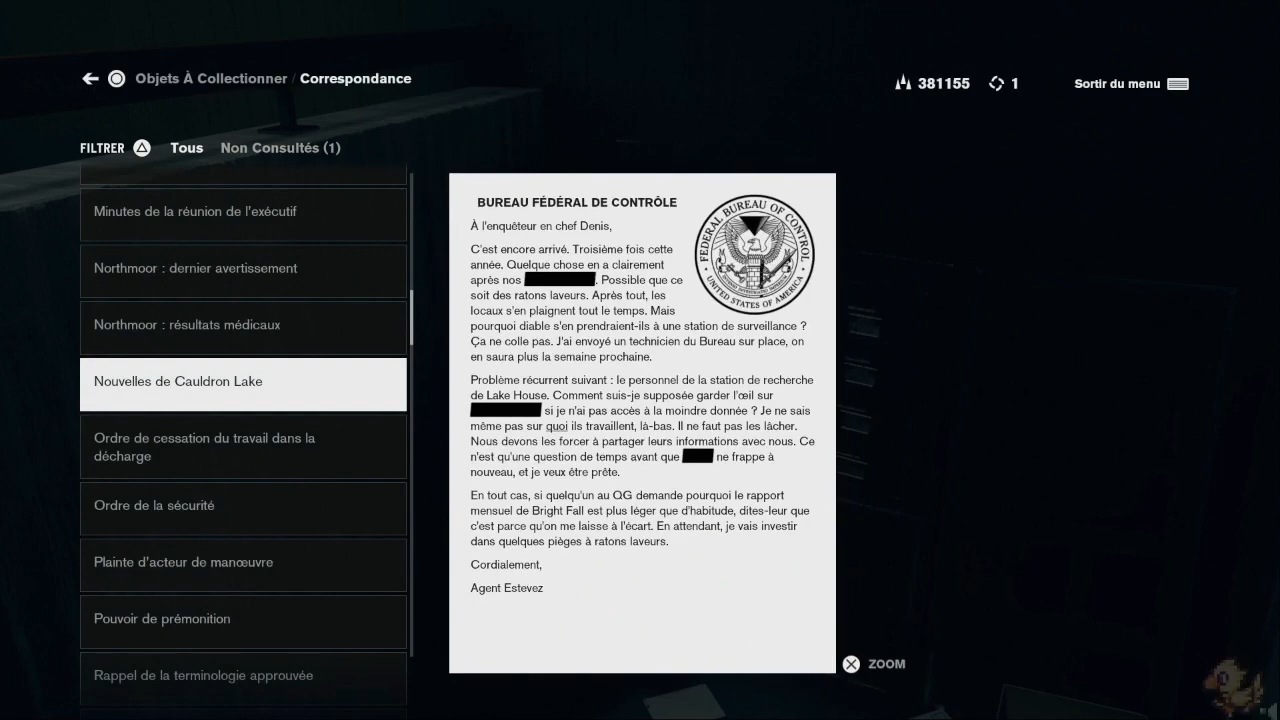 Objets À Collectionner / Correspondance
381155
1
Sortir du menu
FILTRER
Tous
Non Consultés (1)
Minutes de la réunion de l'exécutif
Northmoor : dernier avertissement
Northmoor : résultats médicaux
Nouvelles de Cauldron Lake
Ordre de cessation du travail dans la
décharge
Ordre de la sécurité
Plainte d'acteur de manœuvre
Pouvoir de prémonition
Rappel de la terminologie approuvée
BUREAU FÉDÉRAL DE CONTRÔLE
FEDERAL BUREAU OF CONTROL
UNITED STATES OF AMERICA
À l'enquêteur en chef Denis,
C'est encore arrivé. Troisième fois cette
année. Quelque chose en a clairement
après nos . Possible que ce
soit des ratons laveurs. Après tout, les
locaux s'en plaignent tout le temps. Mais
pourquoi diable s'en prendraient-ils à une station de surveillance ?
Ça ne colle pas. J'ai envoyé un technicien du Bureau sur place, on
en saura plus la semaine prochaine.
Problème récurrent suivant : le personnel de la station de recherche
de Lake House. Comment suis-je supposée garder l'œil sur
si je n'ai pas accès à la moindre donnée ? Je ne sais
même pas sur quoi ils travaillent, là-bas. Il ne faut pas les lâcher.
Nous devons les forcer à partager leurs informations avec nous. Ce
n'est qu'une question de temps avant que ne frappe à
nouveau, et je veux être prête.
En tout cas, si quelqu'un au QG demande pourquoi le rapport
mensuel de Bright Fall est plus léger que d'habitude, dites-leur que
c'est parce qu'on me laisse à l'écart. En attendant, je vais investir
dans quelques pièges à ratons laveurs.
Cordialement,
Agent Estevez
ZOOM